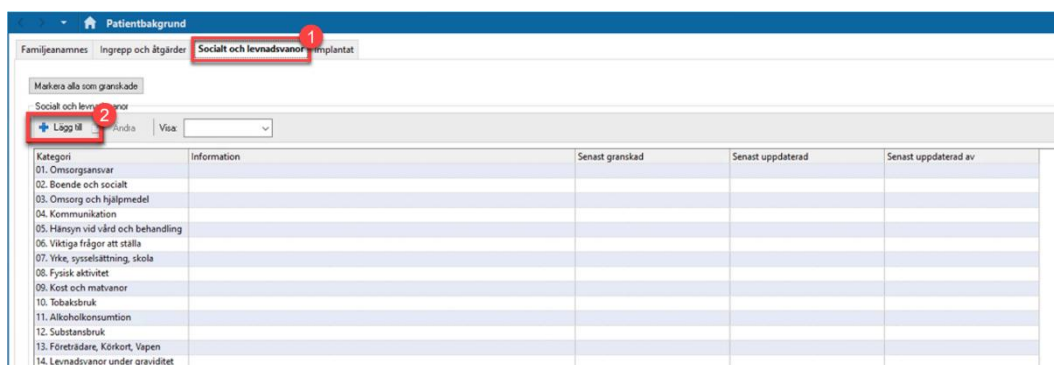 Patientbakgrund
1
Familjeanamnes Ingrepp och åtgärder Socialt och levnadsvanor Implantat
Markera alla som granskade
Socialt och levnadsvanor
2
Lägg till Ändra Visa:
Kategori Information Senast granskad Senast uppdaterad Senast uppdaterad av
01. Omsorgsansvar
02. Boende och socialt
03. Omsorg och hjälpmedel
04. Kommunikation
05. Hänsyn vid vård och behandling
06. Viktiga frågor att ställa
07. Yrke, sysselsättning, skola
08. Fysisk aktivitet
09. Kost och matvanor
10. Tobaksbruk
11. Alkoholkonsumtion
12. Substansbruk
13. Företrädare, Körkort, Vapen
14. Levnadsvanor under graviditet